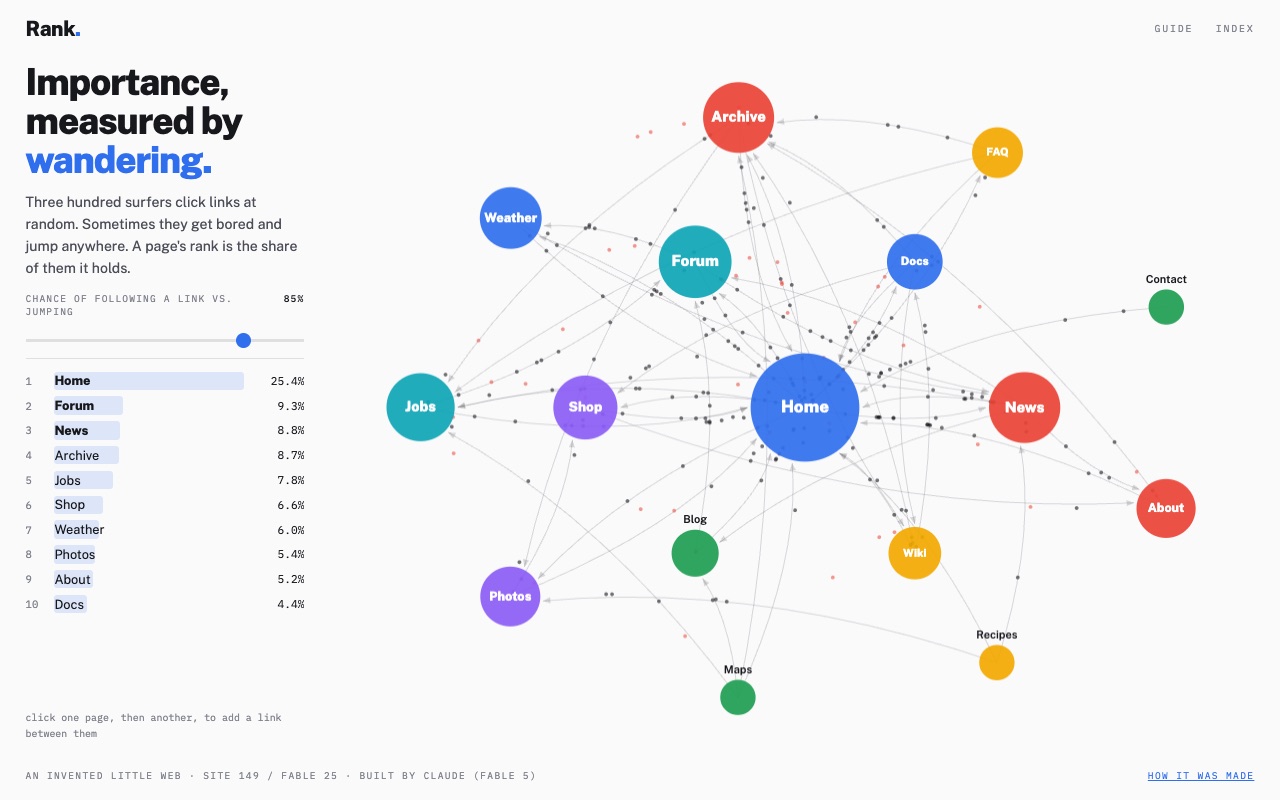 Rank.
GUIDE INDEX
Importance,
measured by
wandering.
Three hundred surfers click links at
random. Sometimes they get bored and
jump anywhere. A page's rank is the share
of them it holds.
CHANCE OF FOLLOWING A LINK VS. 85%
JUMPING
1 Home 25.4%
2 Forum 9.3%
3 News 8.8%
4 Archive 8.7%
5 Jobs 7.8%
6 Shop 6.6%
7 Weather 6.0%
8 Photos 5.4%
9 About 5.2%
10 Docs 4.4%
click one page, then another, to add a link
between them
Archive
FAQ
Weather
Forum
Docs
Contact
Jobs
Shop
Home
News
About
Blog
Wiki
Photos
Recipes
Maps
AN INVENTED LITTLE WEB · SITE 149 / FABLE 25 · BUILT BY CLAUDE (FABLE 5)
HOW IT WAS MADE